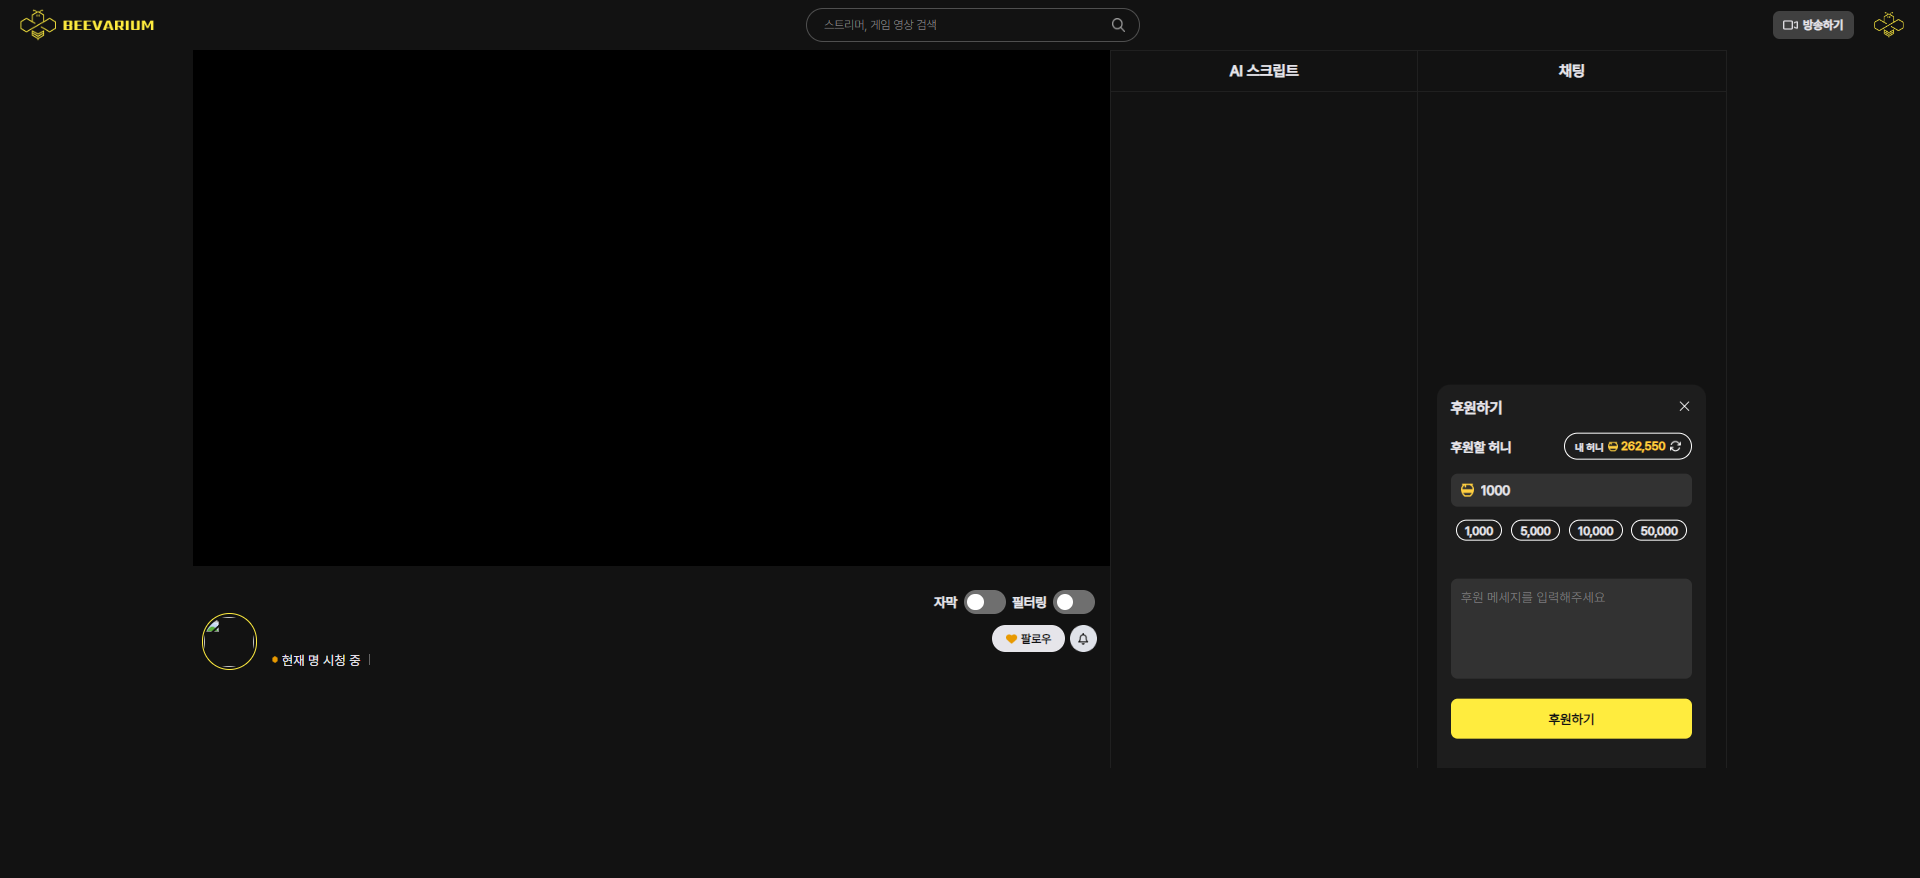 BEEVARIUM
스트리머, 게임 영상 검색
방송하기
AI 스크립트
채팅
자막
필터링
팔로우
현재 명 시청 중
후원하기
후원할 허니
내 허니 262,550
1000
1,000 5,000 10,000 50,000
후원 메세지를 입력해주세요
후원하기